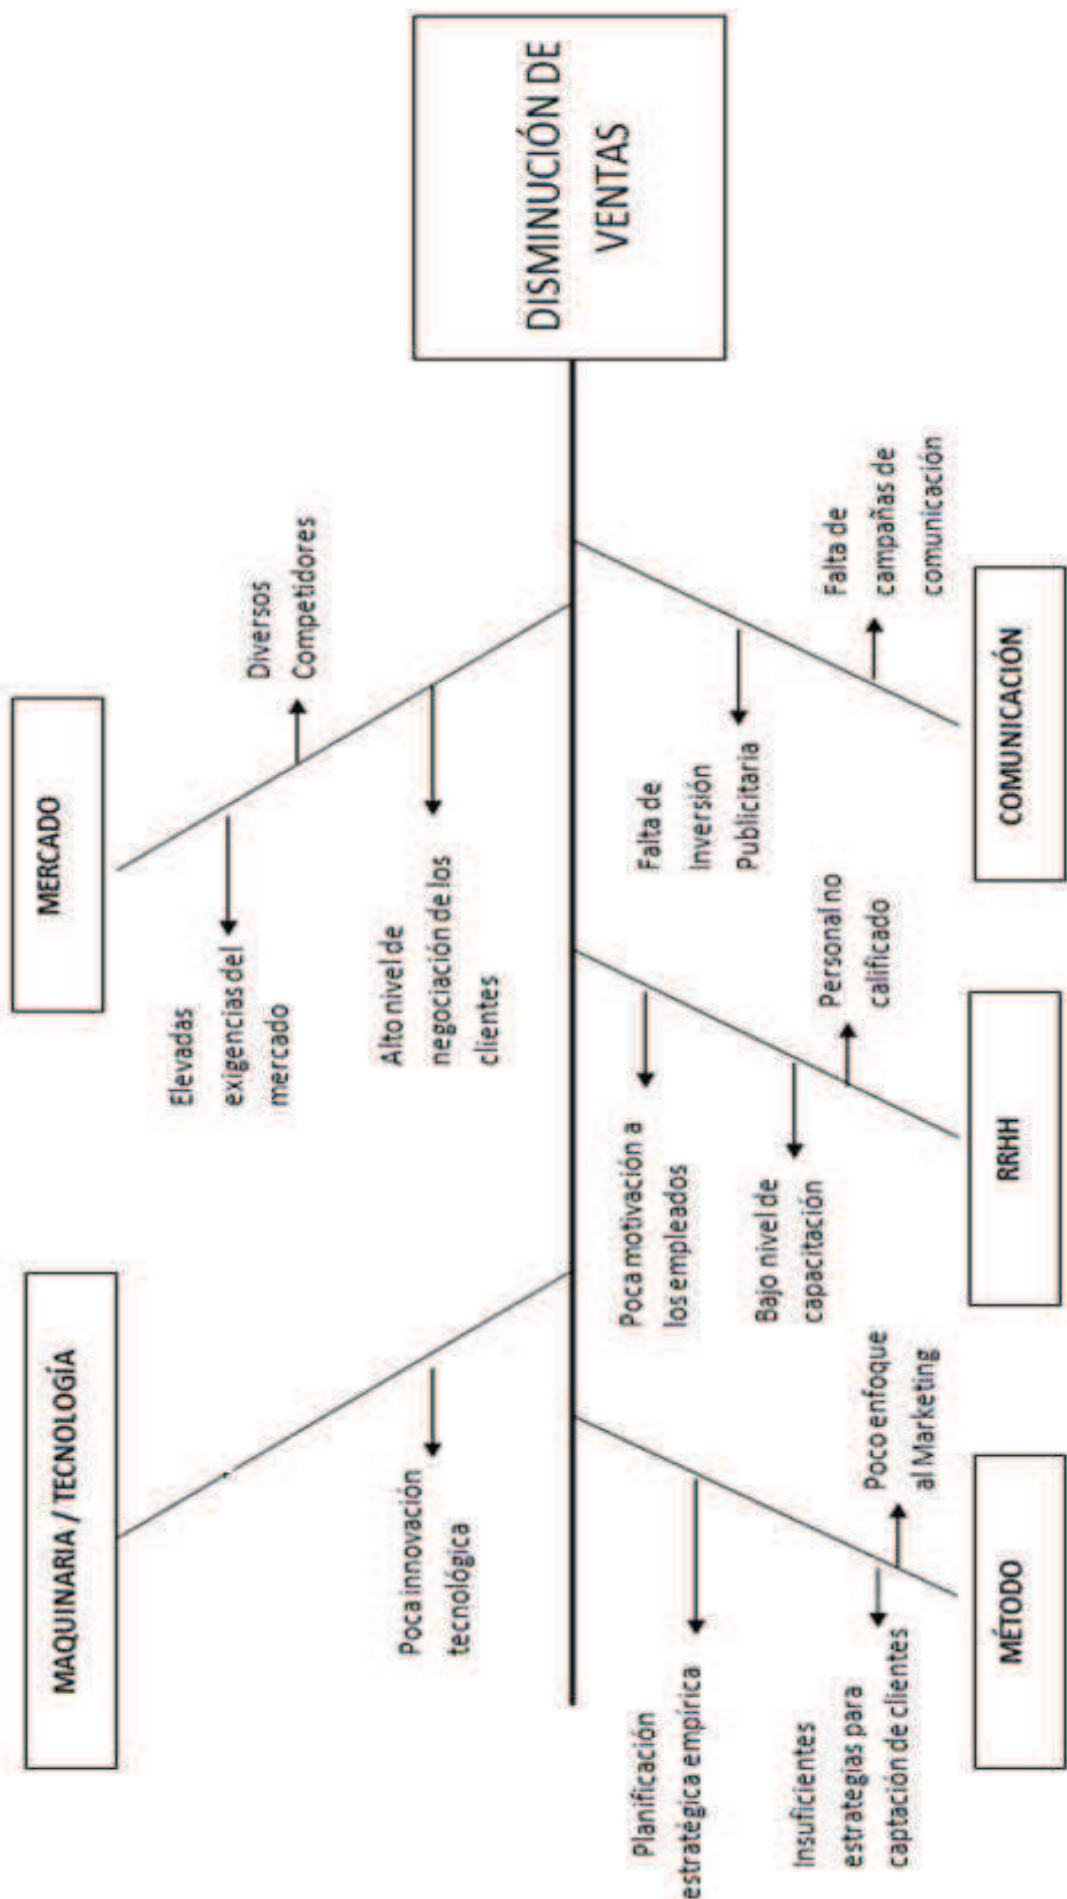 MAQUINARIA / TECNOLOGÍA
MERCADO
Elevadas
exigencias del
mercado
Diversos
Competidores
Poca innovación
tecnológica
Alto nivel de
negociación de los
clientes
DISMINUCIÓN DE
VENTAS
Planificación
estratégica empírica
Poca motivación a
los empleados
Falta de
Inversión
Publicitaria
Insuficientes
estrategias para
captación de clientes
Poco enfoque
al Marketing
Bajo nivel de
capacitación
Personal no
calificado
Falta de
campañas de
comunicación
MÉTODO
RRHH
COMUNICACIÓN